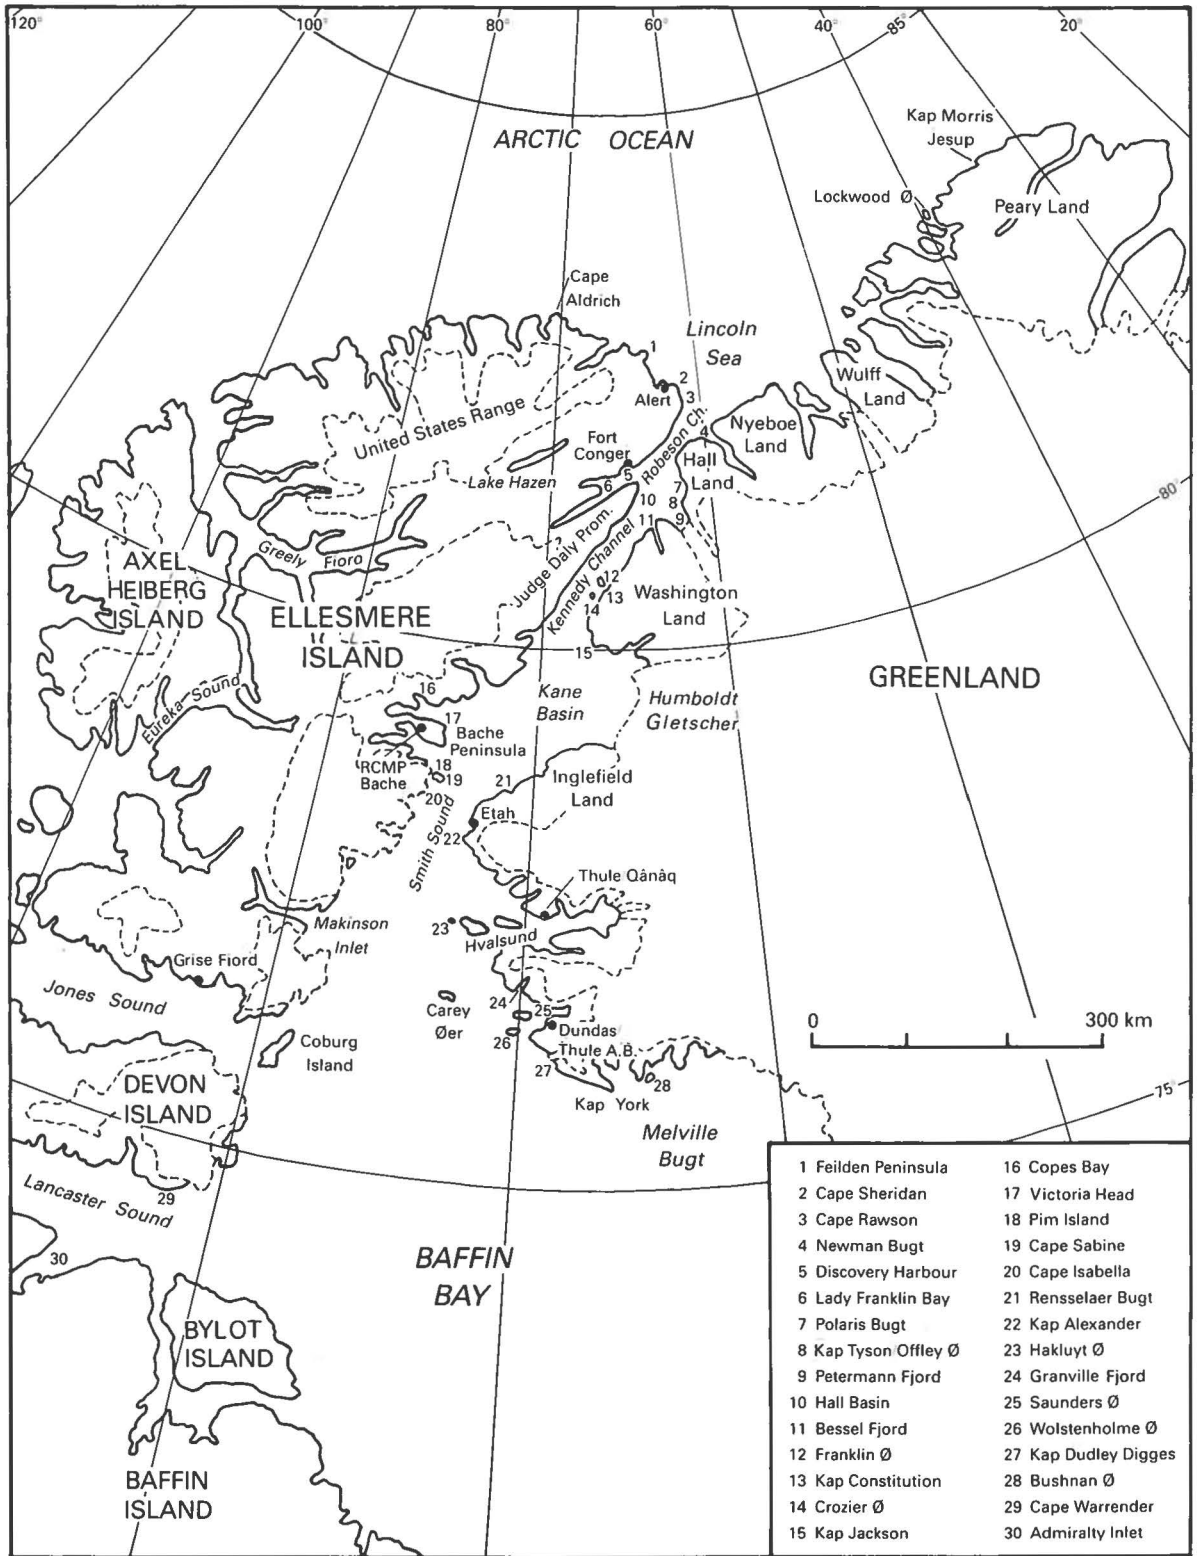 120°
100°
80°
60°
40°
85°
20°
ARCTIC OCEAN
Kap Morris
Jesup
Lockwood Ø
Peary Land
Cape
Aldrich
Lincoln
Sea
1
2
3
Alert
Wulff
Land
United States Range
Fort
Conger
Robeson Ch.
4
Nyeboe
Land
Hall
Land
Lake Hazen
5
6
7
8
9
10
11
80°
Judge Daly Prom.
Kennedy Channel
Greely Fiord
AXEL
HEIBERG
ISLAND
12
13
14
Washington
Land
ELLESMERE
ISLAND
15
GREENLAND
Eureka Sound
16
Kane
Basin
Humboldt
Gletscher
17
Bache
Peninsula
RCMP
Bache
18
19
20
21
Inglefield
Land
Etah
22
Smith Sound
Thule Qânâq
Makinson
Inlet
23
Hvalsund
Grise Fiord
Jones Sound
Carey
Øer
24
25
26
Dundas
Thule A.B.
0
300 km
Coburg
Island
27
28
Kap York
75°
DEVON
ISLAND
Melville
Bugt
29
Lancaster Sound
30
BAFFIN
BAY
BYLOT
ISLAND
BAFFIN
ISLAND
1 Feilden Peninsula
2 Cape Sheridan
3 Cape Rawson
4 Newman Bugt
5 Discovery Harbour
6 Lady Franklin Bay
7 Polaris Bugt
8 Kap Tyson/Offley Ø
9 Petermann Fjord
10 Hall Basin
11 Bessel Fjord
12 Franklin Ø
13 Kap Constitution
14 Crozier Ø
15 Kap Jackson
16 Copes Bay
17 Victoria Head
18 Pim Island
19 Cape Sabine
20 Cape Isabella
21 Rensselaer Bugt
22 Kap Alexander
23 Hakluyt Ø
24 Granville Fjord
25 Saunders Ø
26 Wolstenholme Ø
27 Kap Dudley Digges
28 Bushnan Ø
29 Cape Warrender
30 Admiralty Inlet